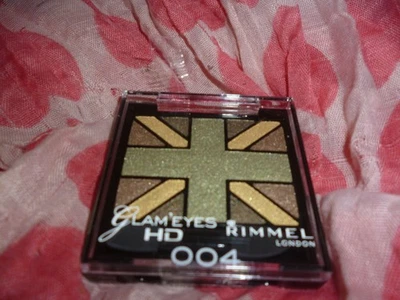 GLAM'EYES
HD
RIMMEL
LONDON
004